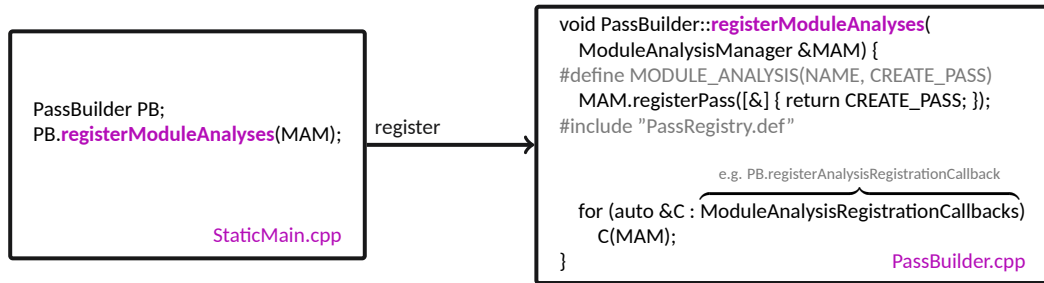 PassBuilder PB;
PB.registerModuleAnalyses(MAM);
StaticMain.cpp
register
void PassBuilder::registerModuleAnalyses(
ModuleAnalysisManager &MAM) {
#define MODULE_ANALYSIS(NAME, CREATE_PASS)
MAM.registerPass([&] { return CREATE_PASS; });
#include ”PassRegistry.def”
e.g. PB.registerAnalysisRegistrationCallback
for (auto &C : ModuleAnalysisRegistrationCallbacks)
C(MAM);
}
PassBuilder.cpp